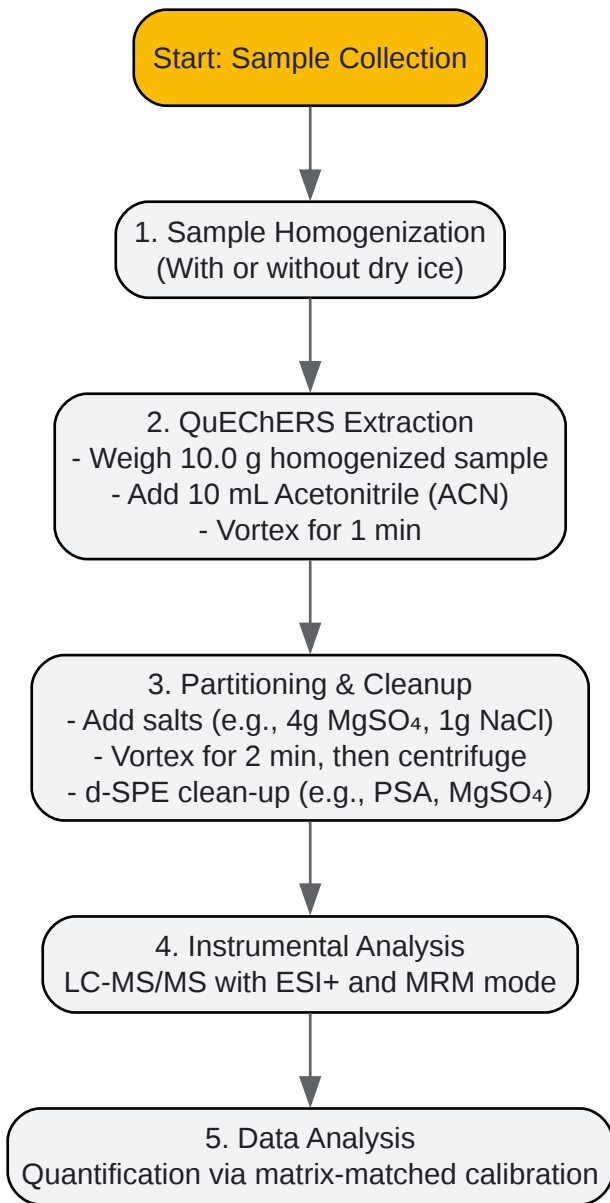 Start: Sample Collection
1. Sample Homogenization
(With or without dry ice)
2. QuEChERS Extraction
- Weigh 10.0 g homogenized sample
- Add 10 mL Acetonitrile (ACN)
- Vortex for 1 min
3. Partitioning & Cleanup
- Add salts (e.g., 4g MgSO₄, 1g NaCl)
- Vortex for 2 min, then centrifuge
- d-SPE clean-up (e.g., PSA, MgSO₄)
4. Instrumental Analysis
LC-MS/MS with ESI+ and MRM mode
5. Data Analysis
Quantification via matrix-matched calibration